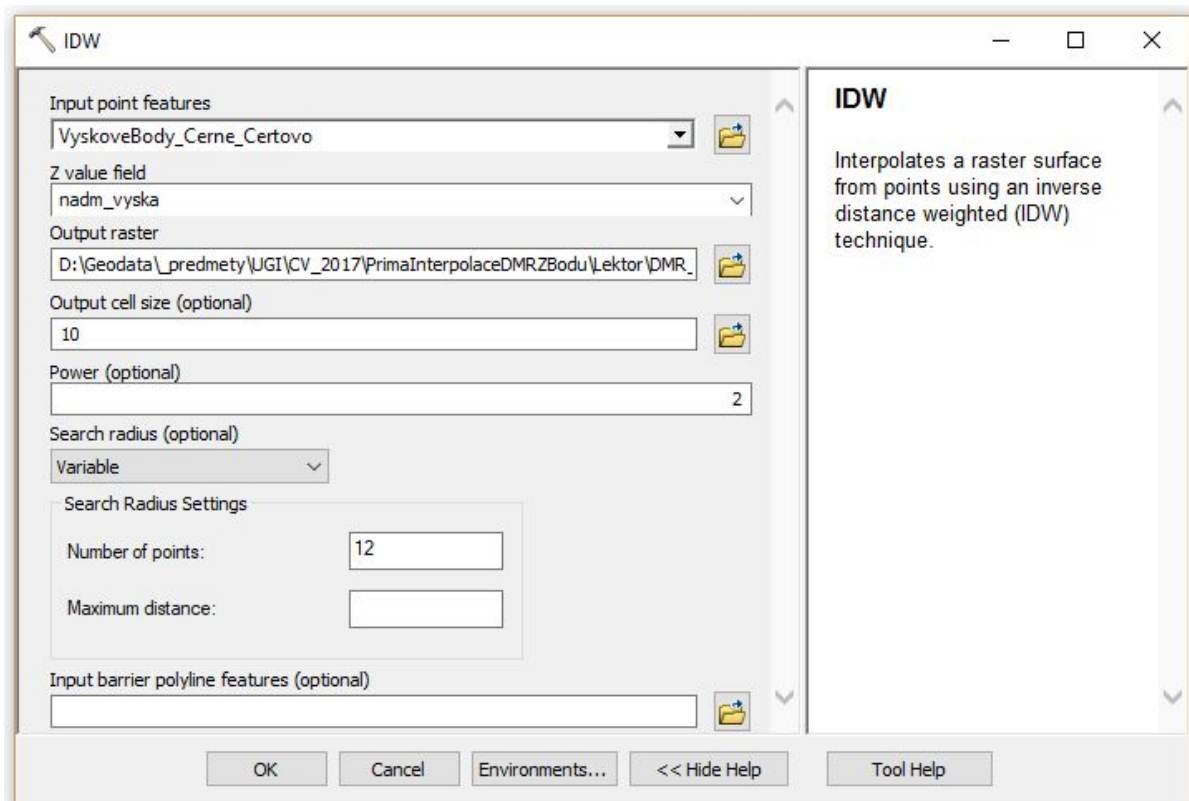 IDW
Input point features
VyskoveBody_Cerne_Certovo
Z value field
nadm_vyska
Output raster
D:\Geodata\_predmety\UGI\CV_2017\PrimaInterpolaceDMRZBodu\Lektor\DMR_
Output cell size (optional)
10
Power (optional)
2
Search radius (optional)
Variable
Search Radius Settings
Number of points:
12
Maximum distance:
Input barrier polyline features (optional)
IDW
Interpolates a raster surface
from points using an inverse
distance weighted (IDW)
technique.
OK
Cancel
Environments...
<< Hide Help
Tool Help